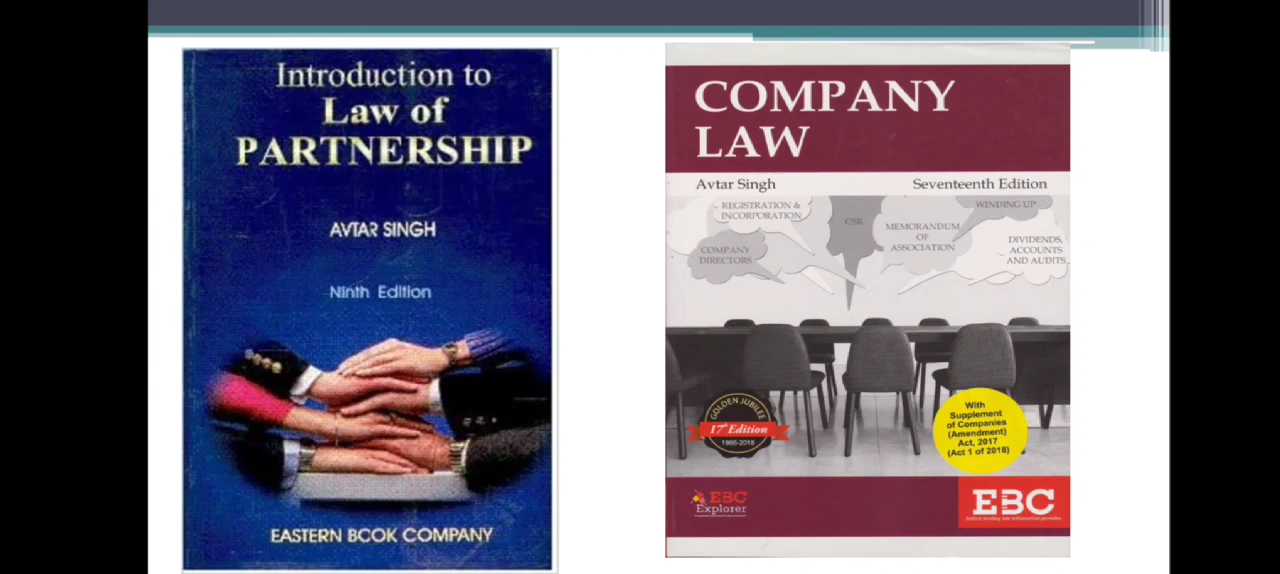 Introduction to
Law of
PARTNERSHIP
AVTAR SINGH
Ninth Edition
EASTERN BOOK COMPANY
COMPANY
LAW
Avtar Singh
Seventeenth Edition
REGISTRATION &
INCORPORATION
COMPANY
DIRECTORS
CSR
MEMORANDUM
OF
ASSOCIATION
WINDING UP
DIVIDENDS,
ACCOUNTS
AND AUDITS
GOLDEN JUBILEE
17th Edition
1966-2018
With
Supplement
of Companies
(Amendment)
Act, 2017
(Act 1 of 2018)
EBC
Explorer
EBC